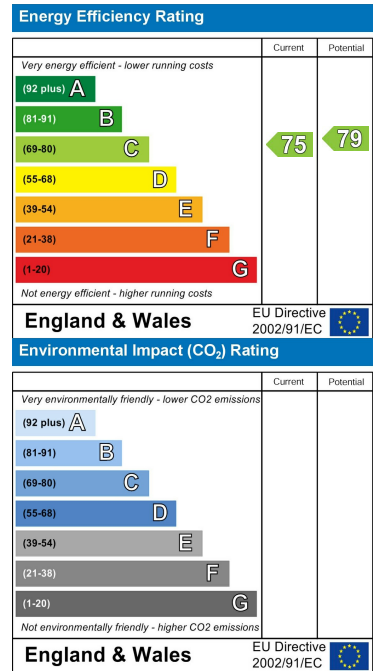 Energy Efficiency Rating
Current Potential
Very energy efficient - lower running costs
(92 plus) A
(81-91) B
(69-80) C
(55-68) D
(39-54) E
(21-38) F
(1-20) G
75 79
Not energy efficient - higher running costs
England & Wales
EU Directive
2002/91/EC
Environmental Impact (CO₂) Rating
Current Potential
Very environmentally friendly - lower CO2 emissions
(92 plus) A
(81-91) B
(69-80) C
(55-68) D
(39-54) E
(21-38) F
(1-20) G
Not environmentally friendly - higher CO2 emissions
England & Wales
EU Directive
2002/91/EC